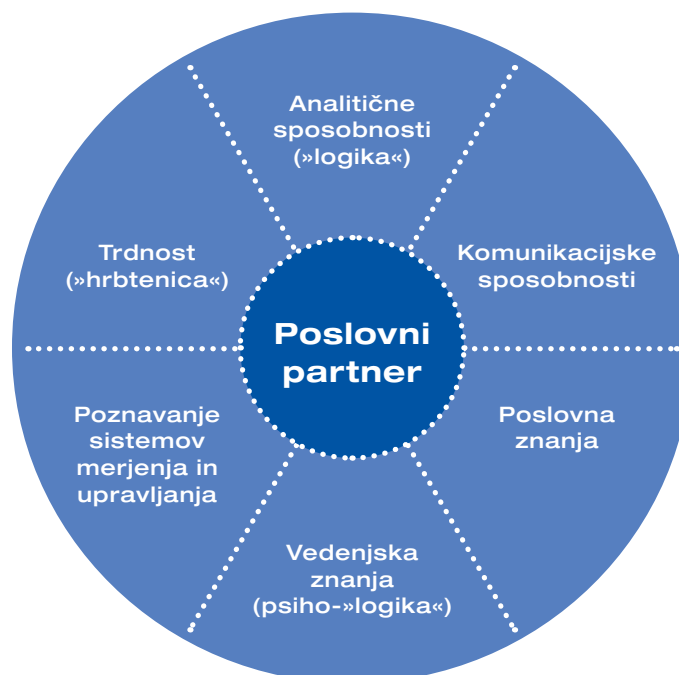 Analitične
sposobnosti
(»logika«)
Komunikacijske
sposobnosti
Poslovna
znanja
Vedenjska
znanja
(psiho-»logika«)
Poznavanje
sistemov
merjenja in
upravljanja
Trdnost
(»hrbtenica«)
Poslovni
partner